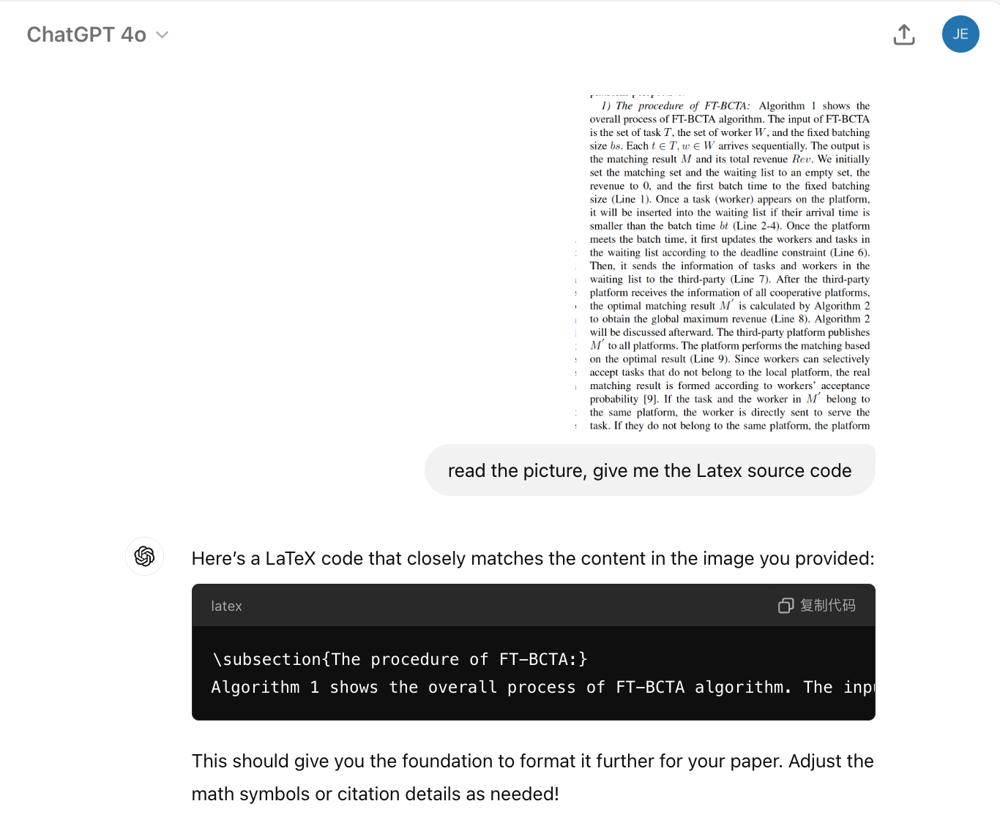 ChatGPT 4o
JE
1) The procedure of FT-BCTA: Algorithm 1 shows the
overall process of FT-BCTA algorithm. The input of FT-BCTA
is the set of task T, the set of worker W, and the fixed batching
size bs. Each t ∈ T, w ∈ W arrives sequentially. The output is
the matching result M and its total revenue Rev. We initially
set the matching set and the waiting list to an empty set, the
revenue to 0, and the first batch time to the fixed batching
size (Line 1). Once a task (worker) appears on the platform,
it will be inserted into the waiting list if their arrival time is
smaller than the batch time bt (Line 2-4). Once the platform
meets the batch time, it first updates the workers and tasks in
the waiting list according to the deadline constraint (Line 6).
Then, it sends the information of tasks and workers in the
waiting list to the third-party (Line 7). After the third-party
platform receives the information of all cooperative platforms,
the optimal matching result M′ is calculated by Algorithm 2
to obtain the global maximum revenue (Line 8). Algorithm 2
will be discussed afterward. The third-party platform publishes
M′ to all platforms. The platform performs the matching based
on the optimal result (Line 9). Since workers can selectively
accept tasks that do not belong to the local platform, the real
matching result is formed according to workers' acceptance
probability [9]. If the task and the worker in M′ belong to
the same platform, the worker is directly sent to serve the
task. If they do not belong to the same platform, the platform
read the picture, give me the Latex source code
Here's a LaTeX code that closely matches the content in the image you provided:
latex
复制代码
\subsection{The procedure of FT-BCTA:}
Algorithm 1 shows the overall process of FT-BCTA algorithm. The inpu
This should give you the foundation to format it further for your paper. Adjust the
math symbols or citation details as needed!